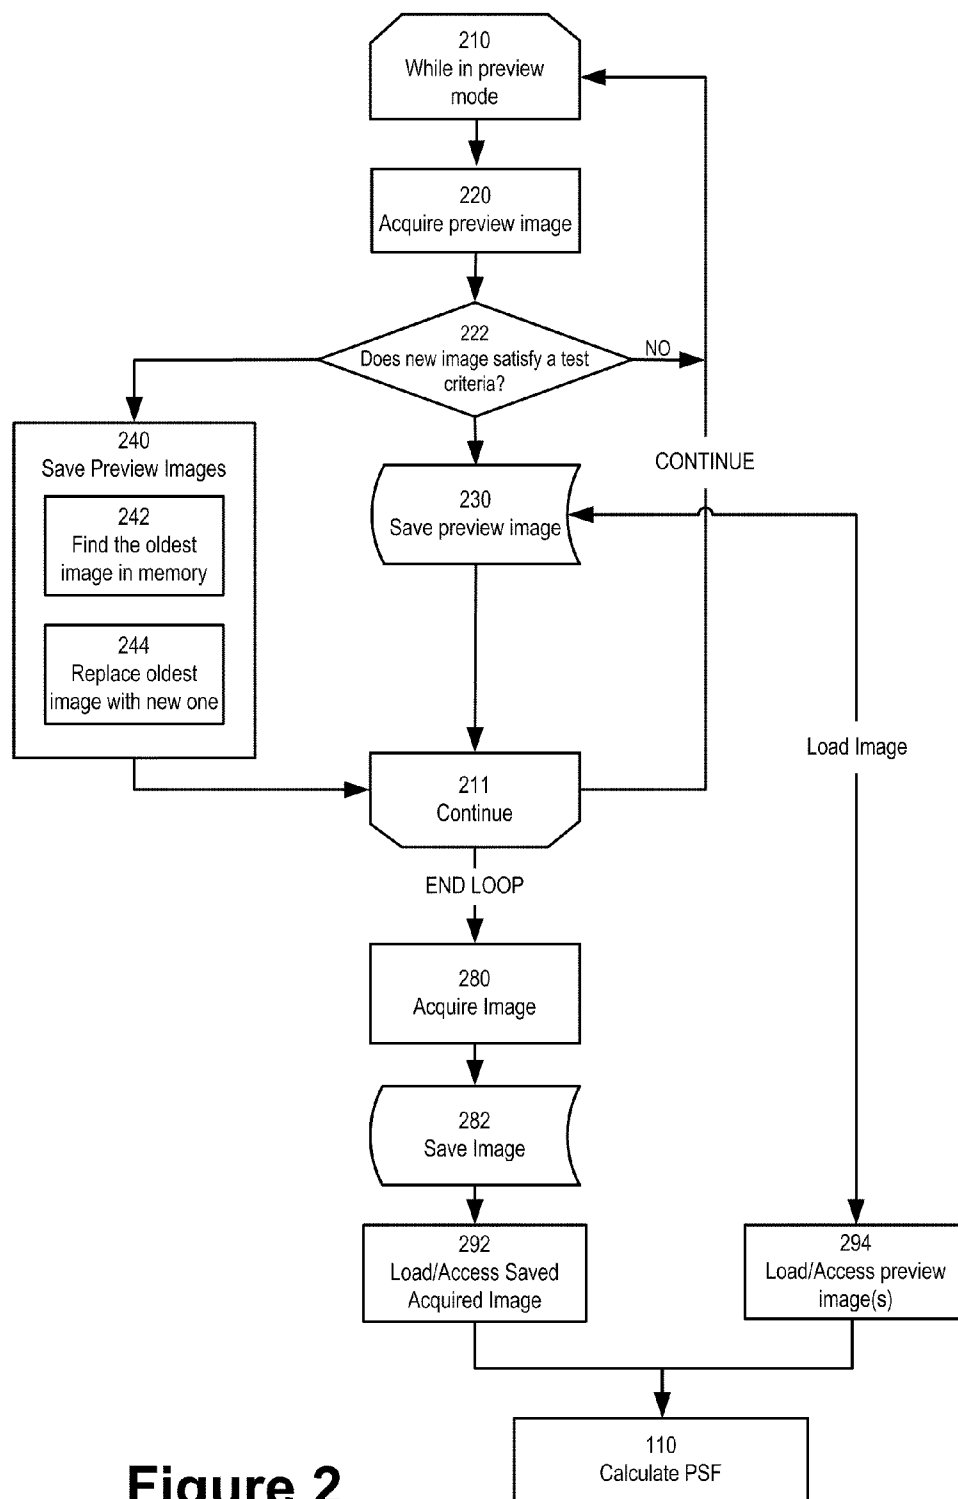 210
While in preview
mode
220
Acquire preview image
222
Does new image satisfy a test
criteria?
NO
240
Save Preview Images
242
Find the oldest
image in memory
244
Replace oldest
image with new one
230
Save preview image
CONTINUE
Load Image
211
Continue
END LOOP
280
Acquire Image
282
Save Image
292
Load/Access Saved
Acquired Image
294
Load/Access preview
image(s)
110
Calculate PSF
Figure 2